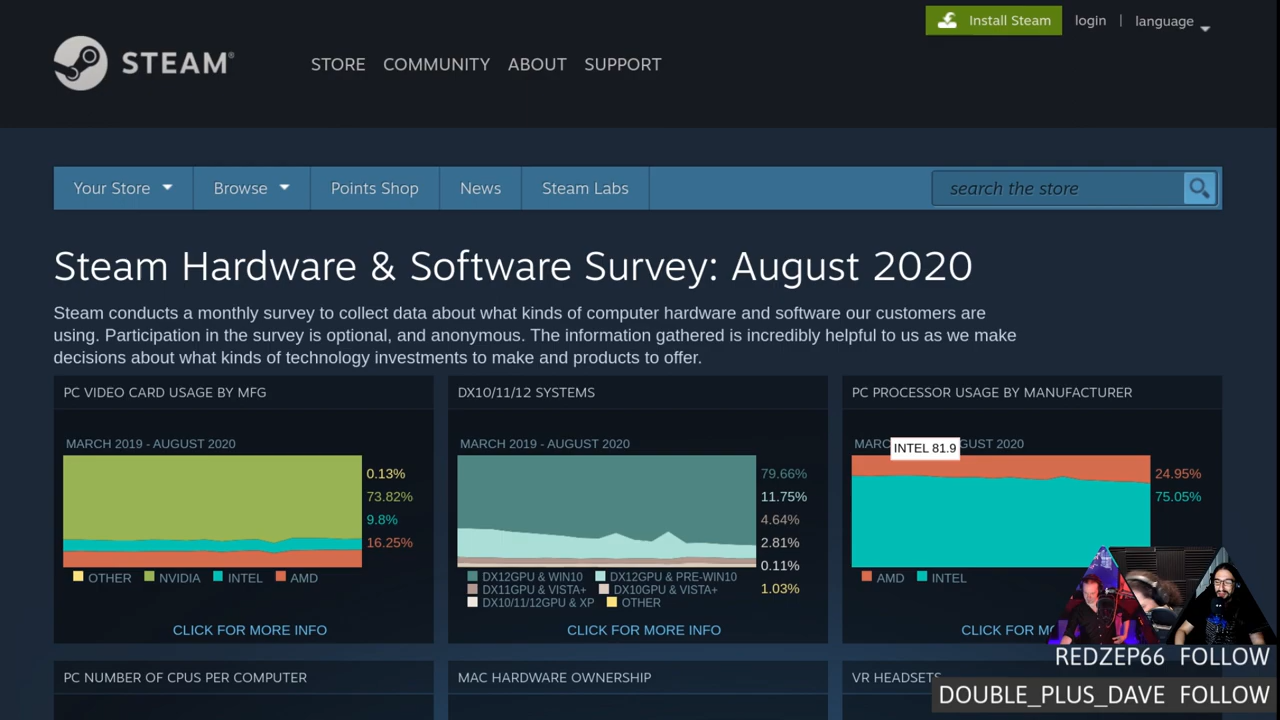 Install Steam login | language
STEAM®
STORE COMMUNITY ABOUT SUPPORT
Your Store Browse Points Shop News Steam Labs search the store
Steam Hardware & Software Survey: August 2020
Steam conducts a monthly survey to collect data about what kinds of computer hardware and software our customers are
using. Participation in the survey is optional, and anonymous. The information gathered is incredibly helpful to us as we make
decisions about what kinds of technology investments to make and products to offer.
PC VIDEO CARD USAGE BY MFG
MARCH 2019 - AUGUST 2020
0.13%
73.82%
9.8%
16.25%
OTHER NVIDIA INTEL AMD
CLICK FOR MORE INFO
DX10/11/12 SYSTEMS
MARCH 2019 - AUGUST 2020
79.66%
11.75%
4.64%
2.81%
0.11%
1.03%
DX12GPU & WIN10 DX12GPU & PRE-WIN10
DX11GPU & VISTA+ DX10GPU & VISTA+
DX10/11/12GPU & XP OTHER
CLICK FOR MORE INFO
PC PROCESSOR USAGE BY MANUFACTURER
MARC GUST 2020
INTEL 81.9
24.95%
75.05%
AMD INTEL
CLICK FOR MO
PC NUMBER OF CPUS PER COMPUTER
MAC HARDWARE OWNERSHIP
VR HEADSETS
REDZEP66 FOLLOW
DOUBLE_PLUS_DAVE FOLLOW